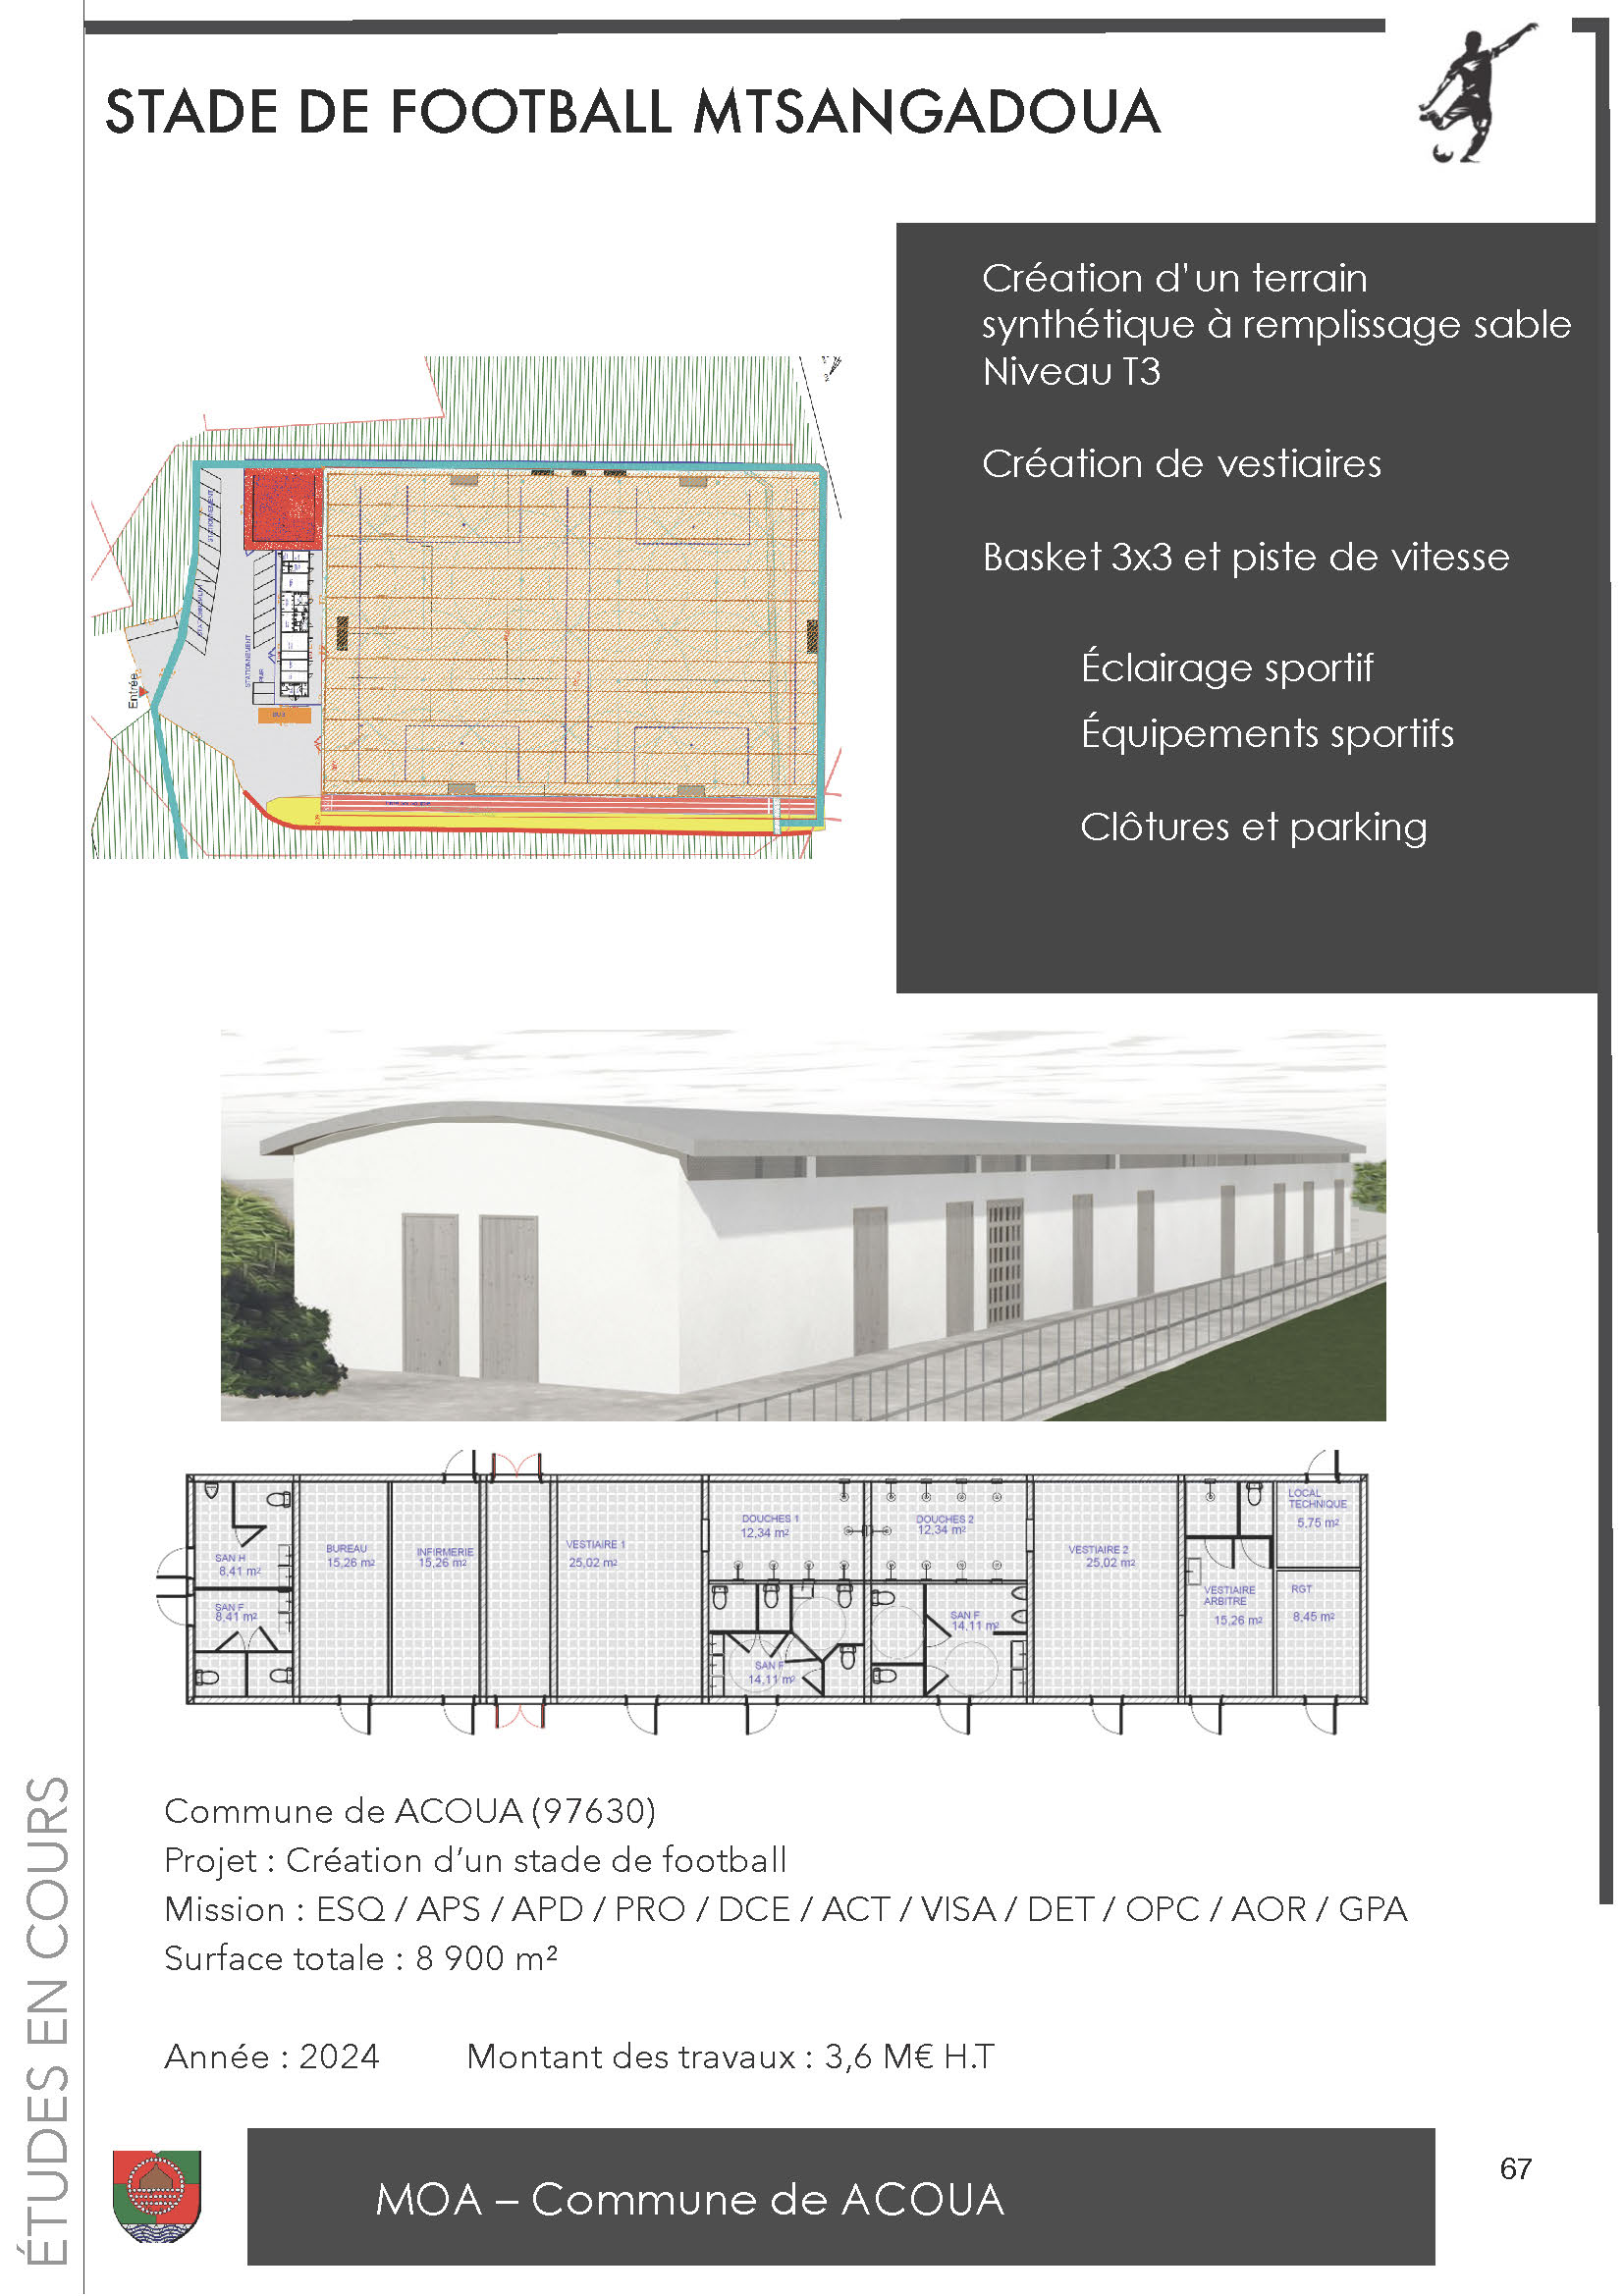 STADE DE FOOTBALL MTSANGADOUA
Création d'un terrain
synthétique à remplissage sable
Niveau T3
Création de vestiaires
Basket 3x3 et piste de vitesse
Éclairage sportif
Équipements sportifs
Clôtures et parking
STATIONNEMENT
STATIONNEMENT
STATIONNEMENT
PMR
BUS
Entrée
SAN H
8,41 m²
SAN F
8,41 m²
BUREAU
15,26 m²
INFIRMERIE
15,26 m²
VESTIAIRE 1
25,02 m²
DOUCHES 1
12,34 m²
SAN F
14,11 m²
DOUCHES 2
12,34 m²
SAN F
14,11 m²
VESTIAIRE 2
25,02 m²
VESTIAIRE
ARBITRE
15,26 m²
LOCAL
TECHNIQUE
5,75 m²
RGT
8,45 m²
ÉTUDES EN COURS
Commune de ACOUA (97630)
Projet : Création d'un stade de football
Mission : ESQ / APS / APD / PRO / DCE / ACT / VISA / DET / OPC / AOR / GPA
Surface totale : 8 900 m²
Année : 2024 Montant des travaux : 3,6 M€ H.T
MOA – Commune de ACOUA
67